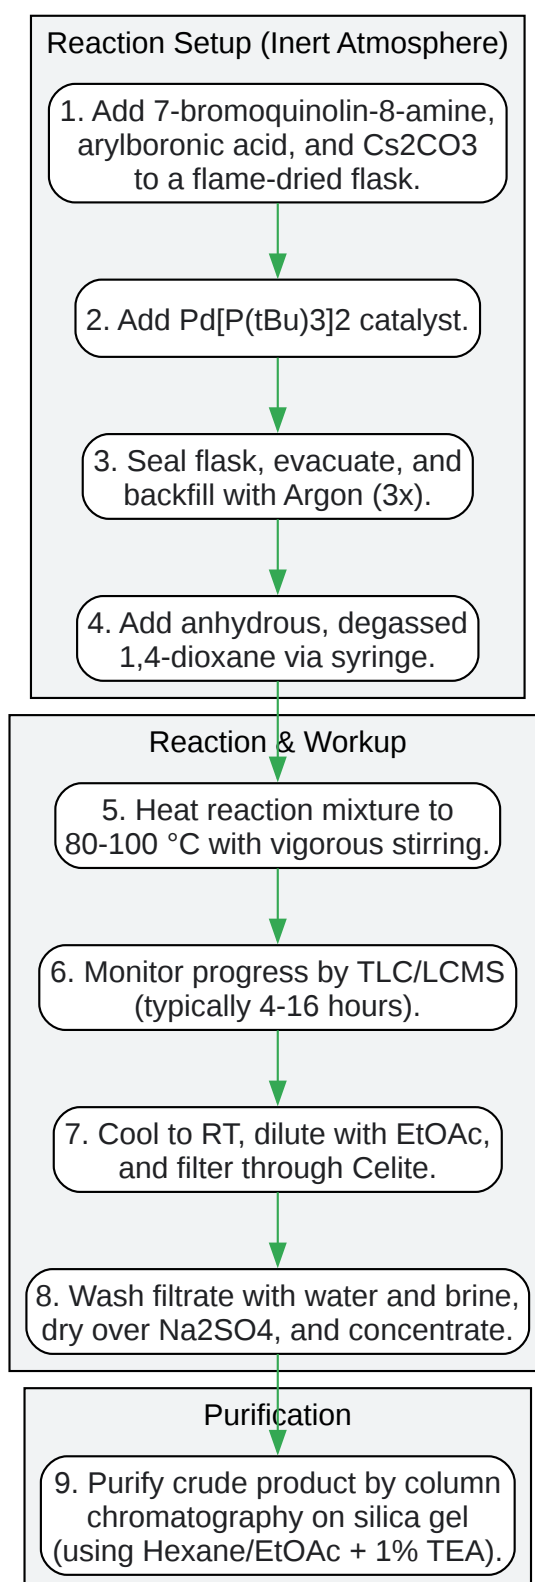 Reaction Setup (Inert Atmosphere)
1. Add 7-bromoquinolin-8-amine,
arylboronic acid, and Cs2CO3
to a flame-dried flask.
2. Add Pd[P(tBu)3]2 catalyst.
3. Seal flask, evacuate, and
backfill with Argon (3x).
4. Add anhydrous, degassed
1,4-dioxane via syringe.
Reaction & Workup
5. Heat reaction mixture to
80-100 °C with vigorous stirring.
6. Monitor progress by TLC/LCMS
(typically 4-16 hours).
7. Cool to RT, dilute with EtOAc,
and filter through Celite.
8. Wash filtrate with water and brine,
dry over Na2SO4, and concentrate.
Purification
9. Purify crude product by column
chromatography on silica gel
(using Hexane/EtOAc + 1% TEA).